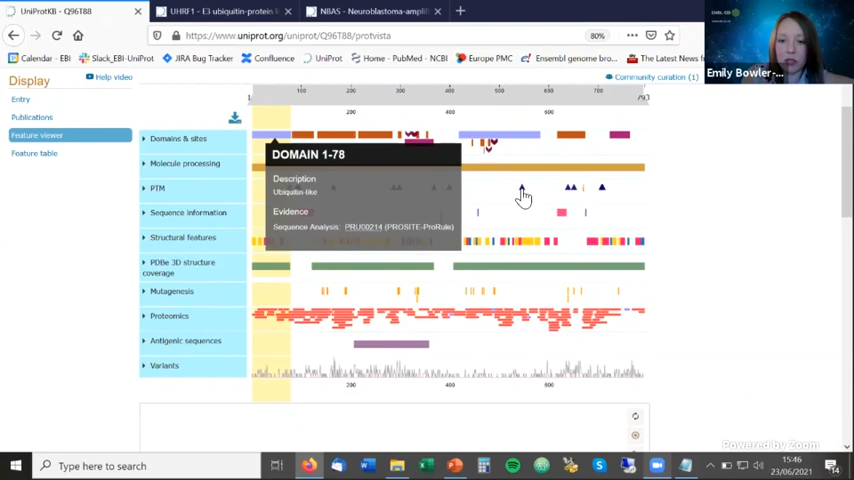 UniProtKB - Q96T88
UHRF1 - E3 ubiquitin-protein l
NBAS - Neuroblastoma-amplif
https://www.uniprot.org/uniprot/Q96T88/protvista
80%
Calendar - EBI
Slack_EBI-UniProt
JIRA Bug Tracker
Confluence
UniProt
Home - PubMed - NCBI
Europe PMC
Ensembl genome bro...
The Latest News f
Emily Bowler-...
Display
Help video
Community curation (1)
Entry
Publications
Feature viewer
Feature table
1
100
300
500
700
793
200
400
600
Domains & sites
Molecule processing
PTM
Sequence information
Structural features
PDBe 3D structure
coverage
Mutagenesis
Proteomics
Antigenic sequences
Variants
DOMAIN 1-78
Description
Ubiquitin-like
Evidence
Sequence Analysis: PRU00214 (PROSITE-ProRule)
200
400
600
Powered by Zoom
Type here to search
15:46
23/06/2021
14